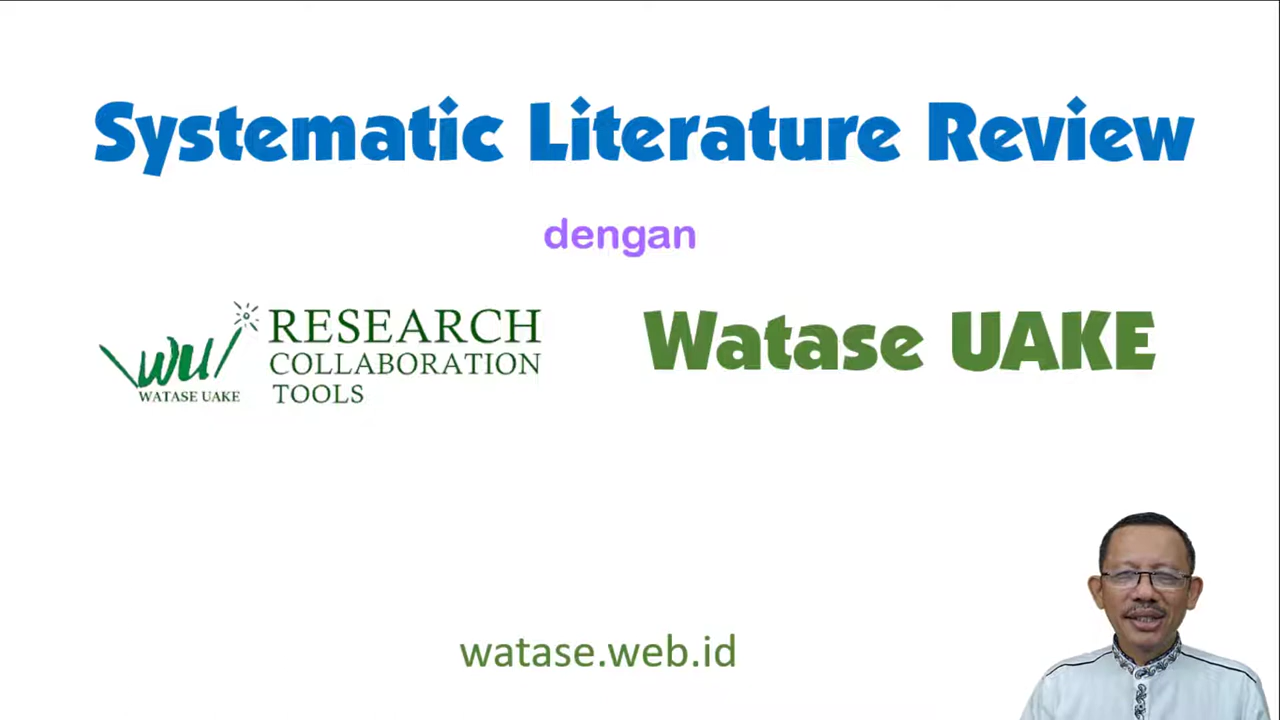 Systematic Literature Review
dengan
WU
WATASE UAKE
RESEARCH
COLLABORATION
TOOLS
Watase UAKE
watase.web.id